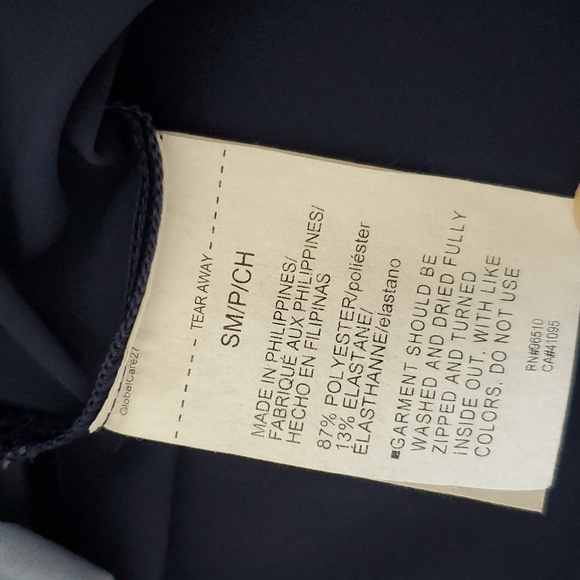 GlobalCare27
TEAR AWAY
SM/P/CH
MADE IN PHILIPPINES/
FABRIQUÉ AUX PHILIPPINES/
HECHO EN FILIPINAS
87% POLYESTER/poliéster
13% ELASTANE/
ÉLASTHANNE/elastano
GARMENT SHOULD BE
WASHED AND DRIED FULLY
ZIPPED AND TURNED
INSIDE OUT. WITH LIKE
COLORS. DO NOT USE
RN#96510
CA#41095